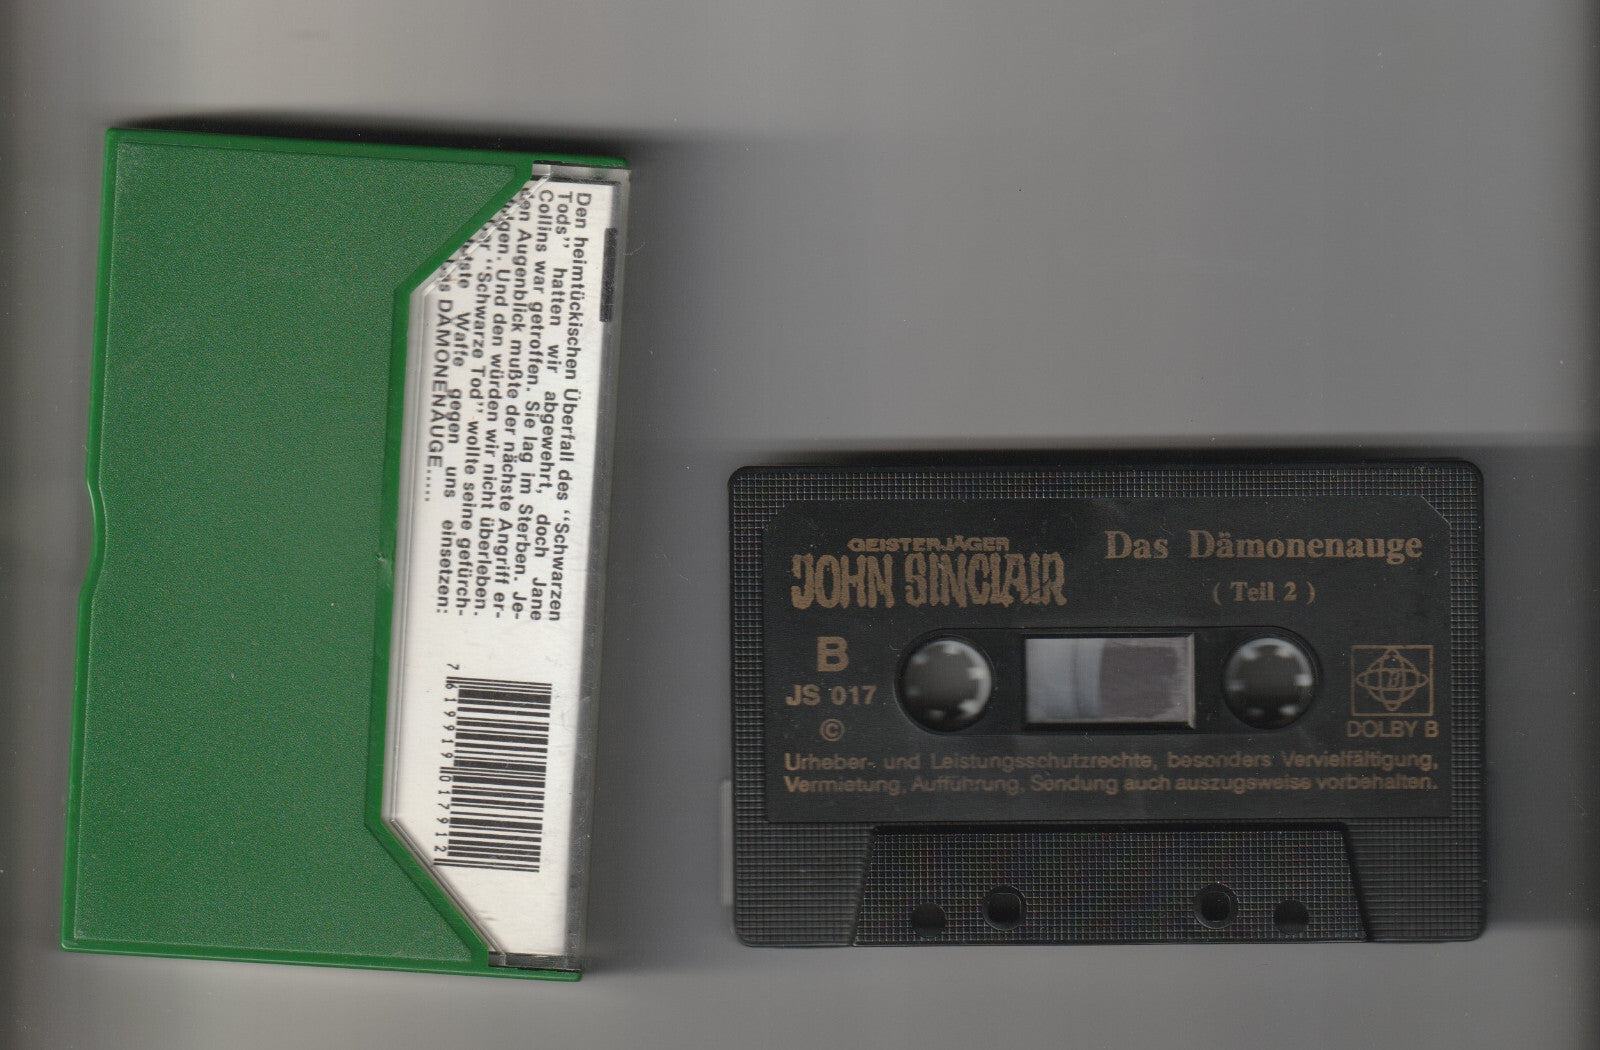 Den heimtückischen Überfall des "Schwarzen
Tods" hatten wir abgewehrt, doch Jane
Collins war getroffen. Sie lag im Sterben. Je-
den Augenblick mußte der nächste Angriff er-
folgen. Und den würden wir nicht überleben.
"Schwarze Tod" wollte seine gefürch-
Waffe gegen uns einsetzen:
DÄMONENAUGE.....
7 619919 017912
GEISTERJÄGER
JOHN SINCLAIR
Das Dämonenauge
( Teil 2 )
B
JS 017
©
DOLBY B
Urheber- und Leistungsschutzrechte, besonders Vervielfältigung,
Vermietung, Aufführung, Sendung auch auszugsweise vorbehalten.